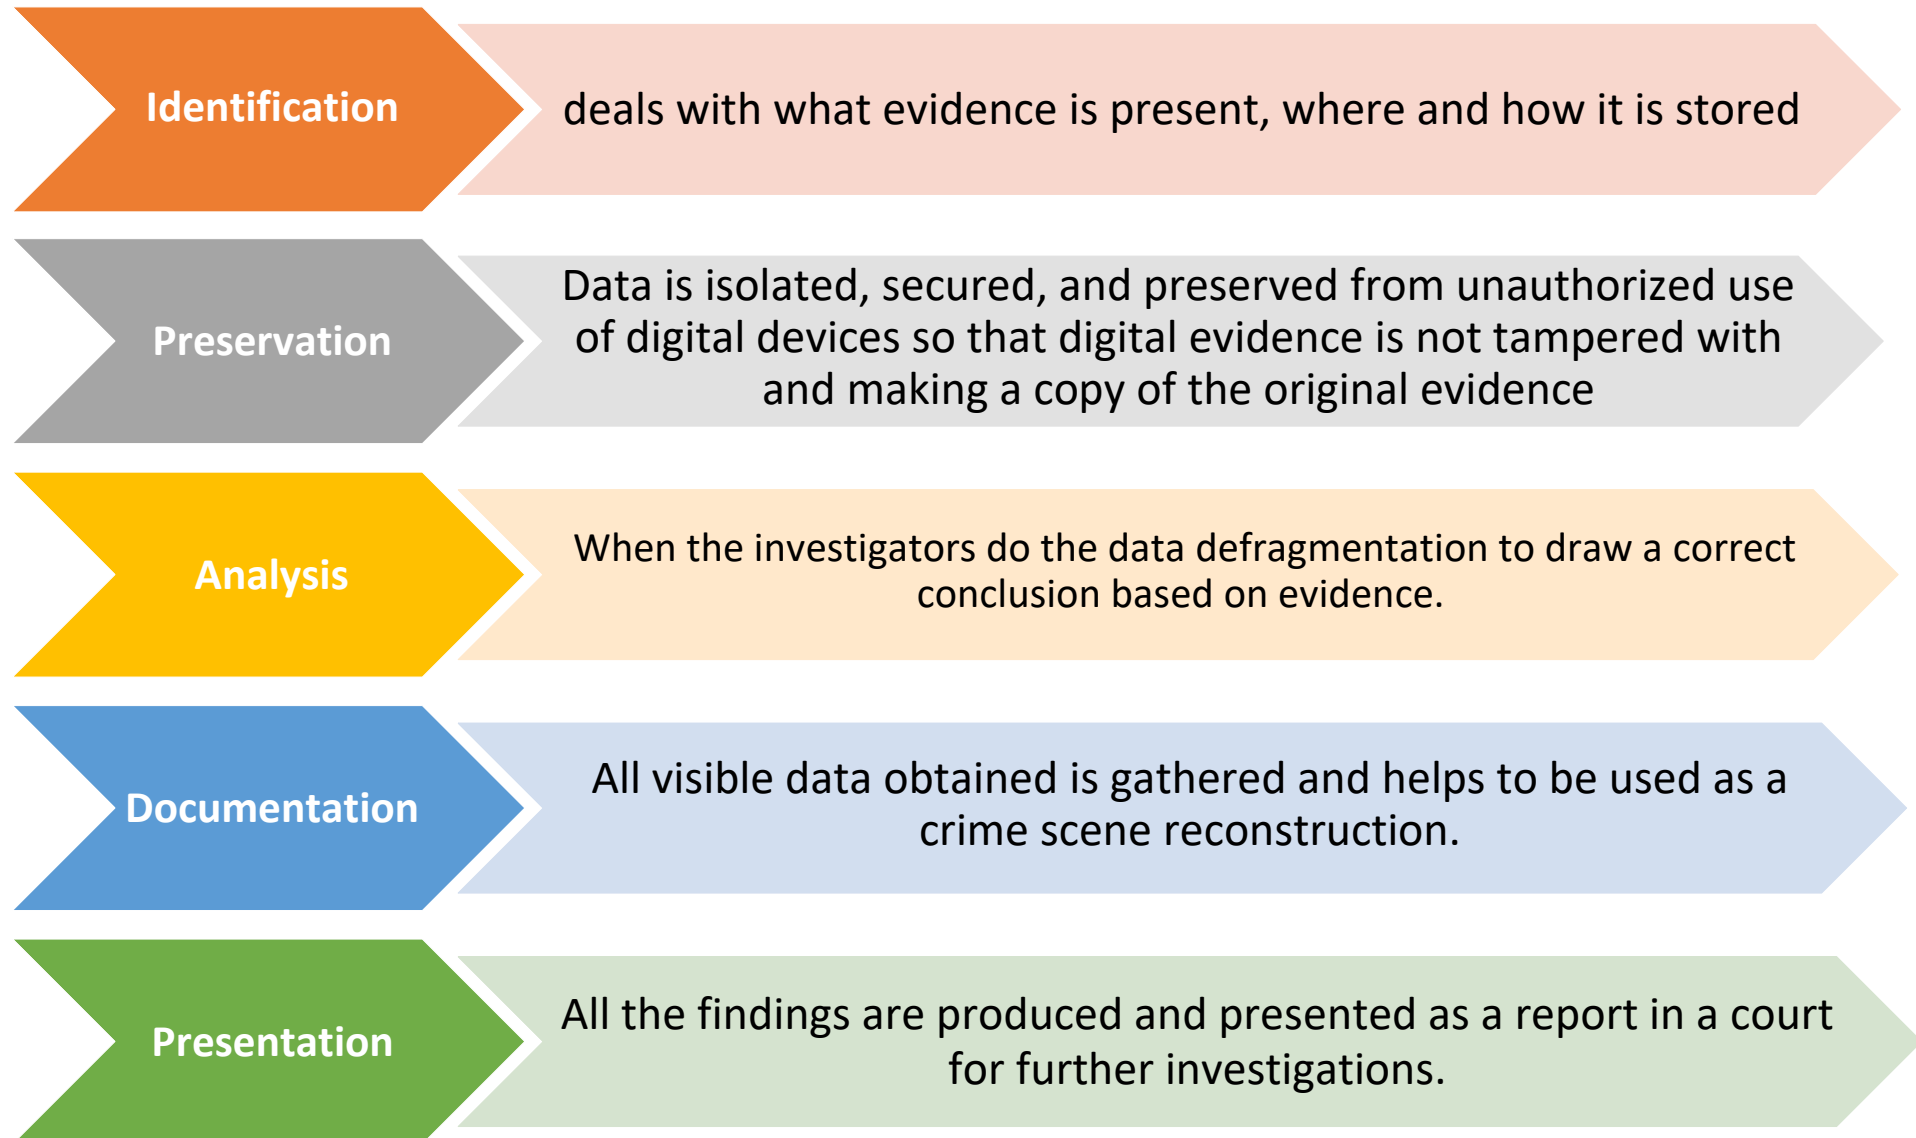 Identification
deals with what evidence is present, where and how it is stored
Preservation
Data is isolated, secured, and preserved from unauthorized use
of digital devices so that digital evidence is not tampered with
and making a copy of the original evidence
Analysis
When the investigators do the data defragmentation to draw a correct
conclusion based on evidence.
Documentation
All visible data obtained is gathered and helps to be used as a
crime scene reconstruction.
Presentation
All the findings are produced and presented as a report in a court
for further investigations.